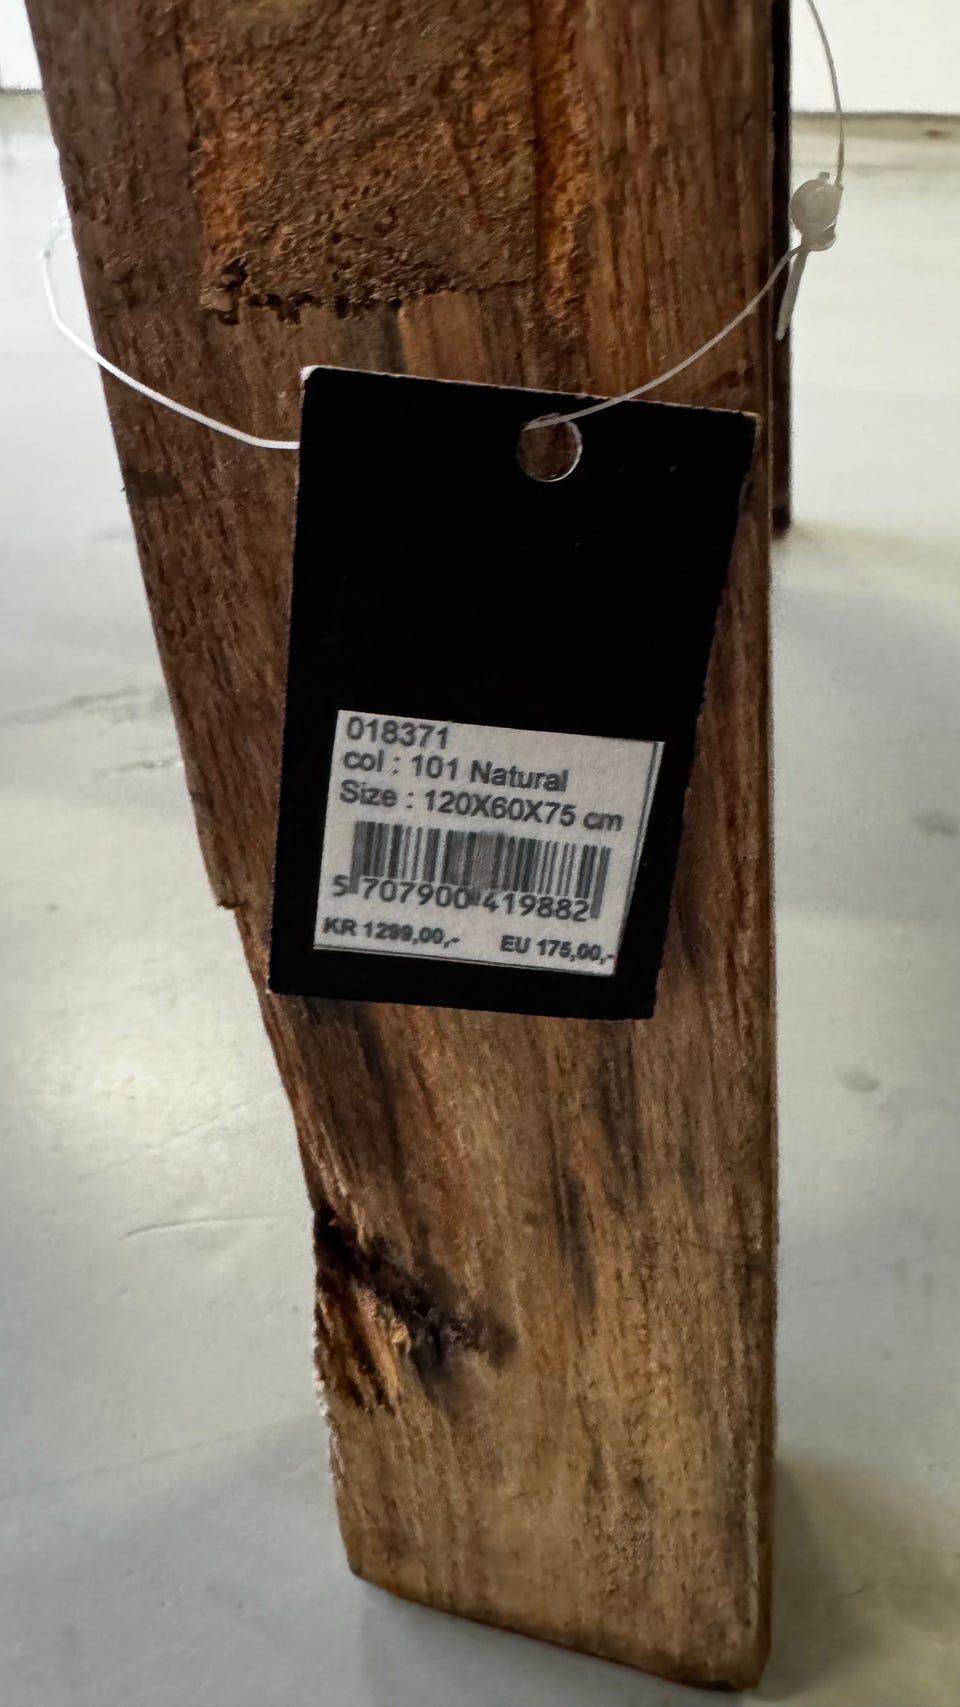 018371
col : 101 Natural
Size : 120X60X75 cm
5 707900 419882
KR 1299,00,- EU 175,00,-